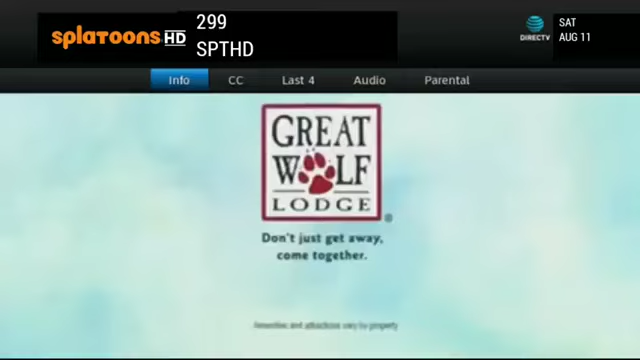 splatoons HD
299
SPTHD
DIRECTV
SAT
AUG 11
Info
CC
Last 4
Audio
Parental
GREAT
WOLF
LODGE
®
Don't just get away,
come together.
Amenities and attractions vary by property